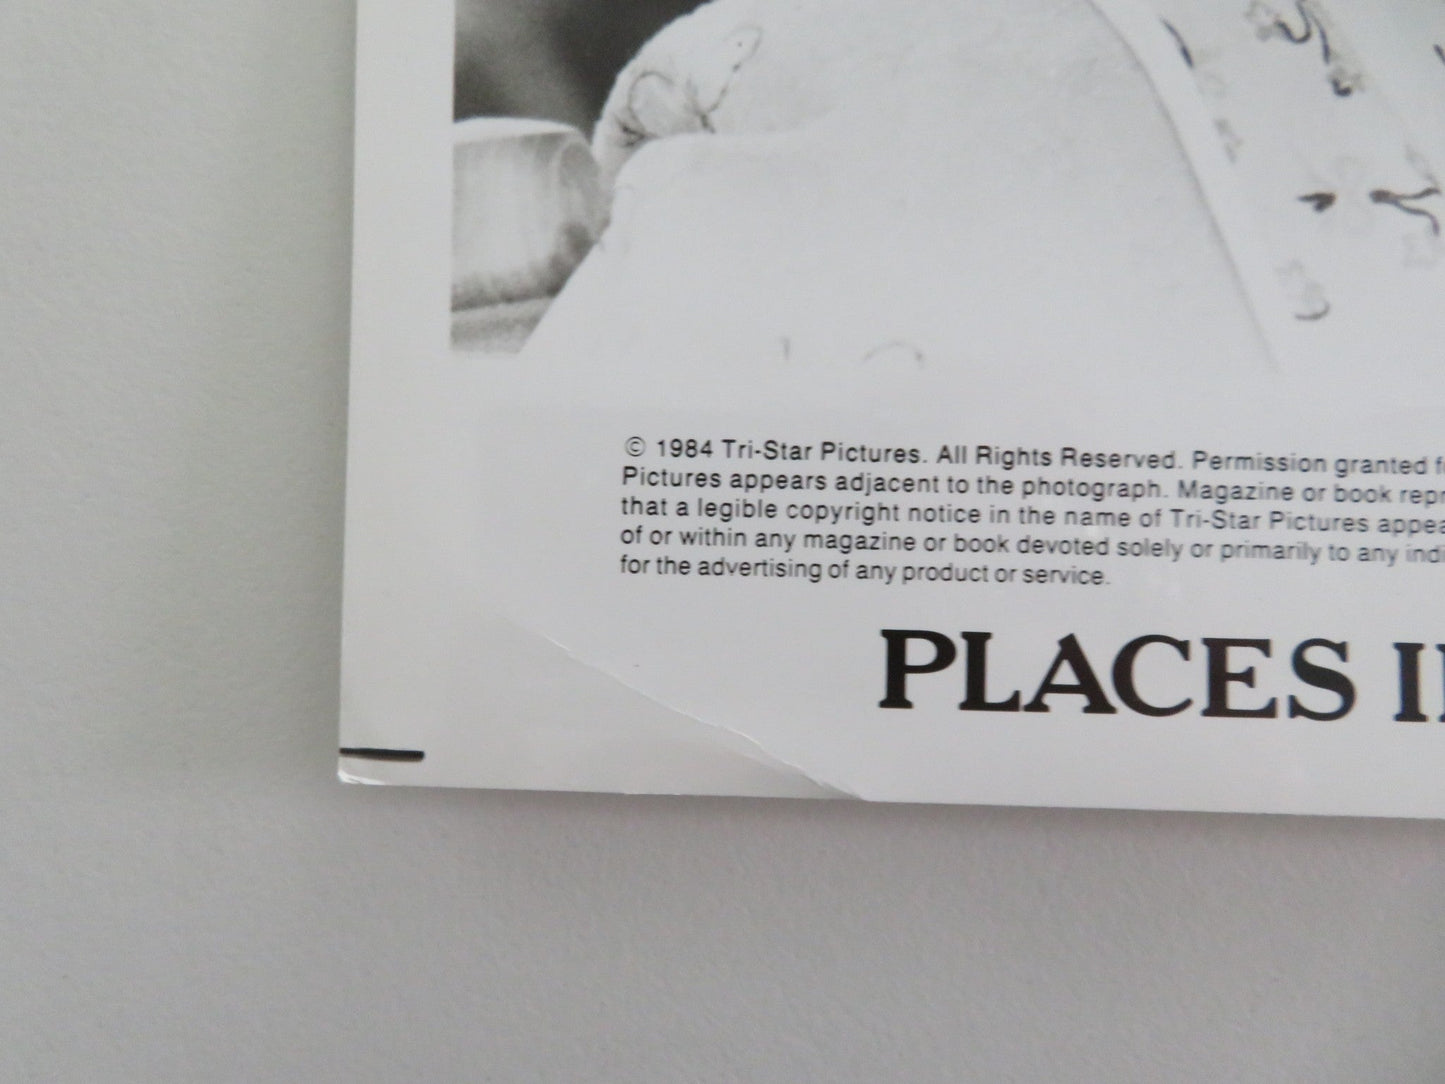 © 1984 Tri-Star Pictures. All Rights Reserved. Permission granted
Pictures appears adjacent to the photograph. Magazine or book
that a legible copyright notice in the name of Tri-Star Pictures
of or within any magazine or book devoted solely or primarily to any
for the advertising of any product or service.
PLACES